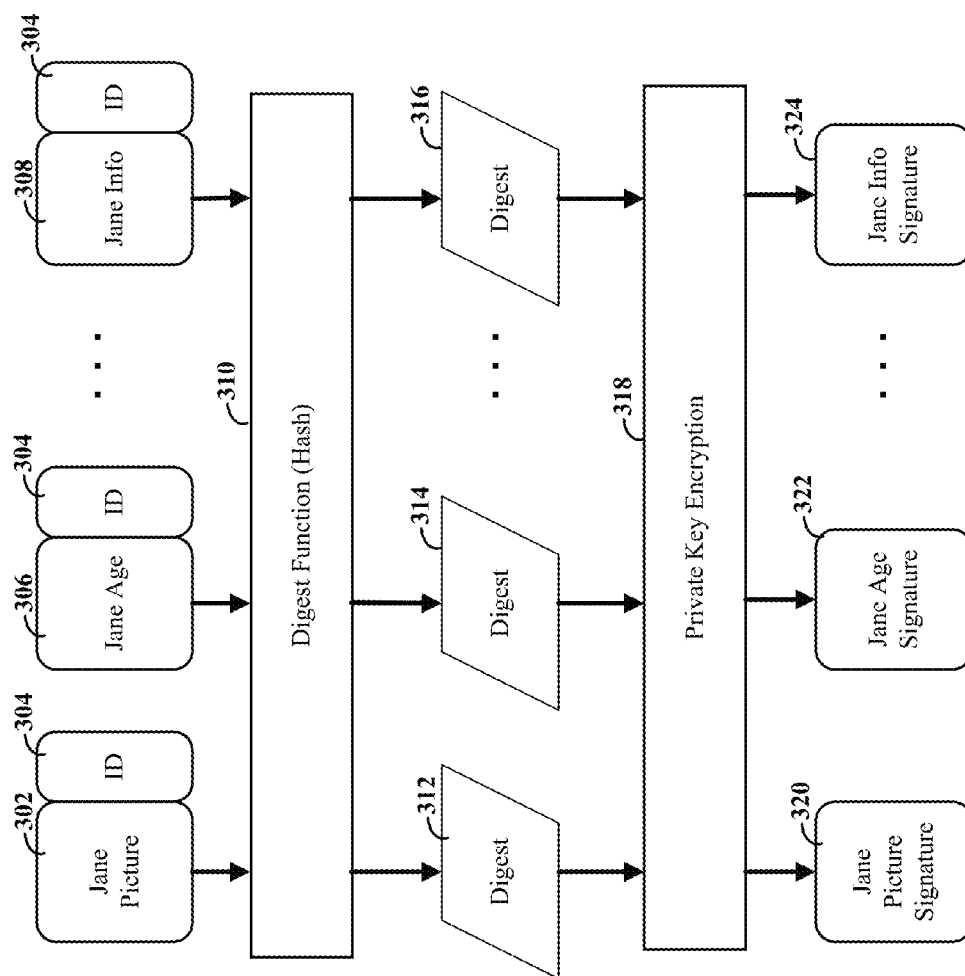 302
304
Jane
Picture
ID
306
304
Jane Age
ID
. . .
308
304
Jane Info
ID
310
Digest Function (Hash)
312
Digest
314
Digest
. . .
316
Digest
318
Private Key Encryption
320
Jane
Picture
Signature
322
Jane Age
Signature
. . .
324
Jane Info
Signature